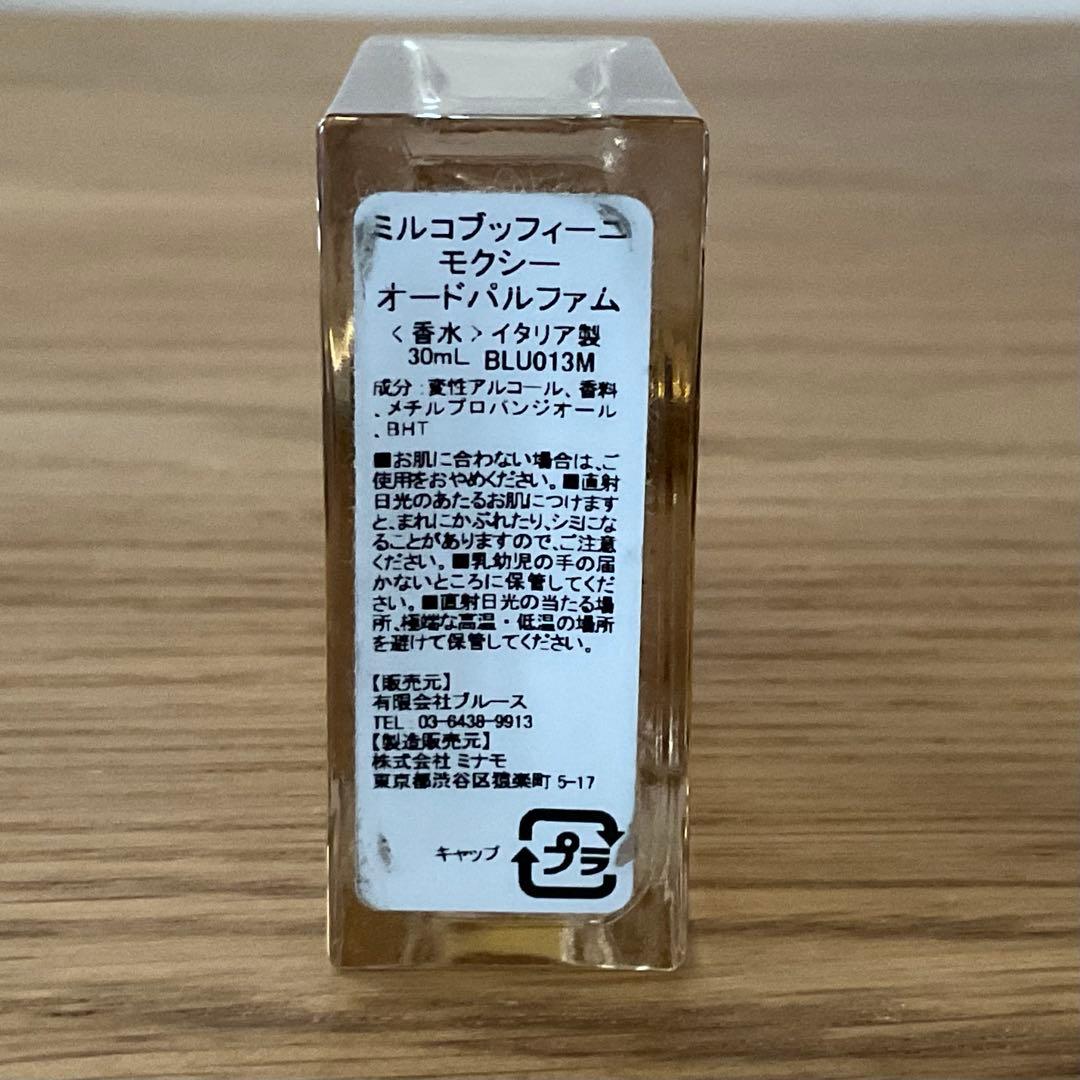 ミルコブッフィーニ
モクシー
オードパルファム
＜香水＞イタリア製
30mL BLU013M
成分:変性アルコール、香料
、メチルプロパンジオール
、BHT
■お肌に合わない場合は、ご
使用をおやめください。■直射
日光のあたるお肌につけます
と、まれにかぶれたり、シミにな
ることがありますので、ご注意
ください。■乳幼児の手の届
かないところに保管してくだ
さい。■直射日光の当たる場
所、極端な高温・低温の場所
を避けて保管してください。
【販売元】
有限会社ブルース
TEL:03-6438-9913
【製造販売元】
株式会社ミナモ
東京都渋谷区猿楽町 5-17
キャップ プラ